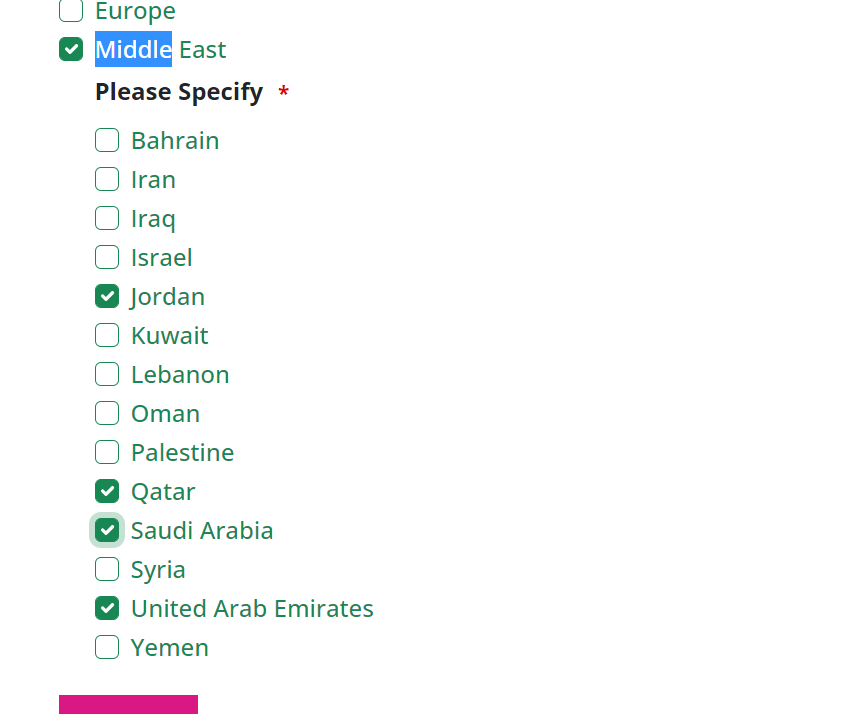 Europe
Middle East
Please Specify *
Bahrain
Iran
Iraq
Israel
Jordan
Kuwait
Lebanon
Oman
Palestine
Qatar
Saudi Arabia
Syria
United Arab Emirates
Yemen